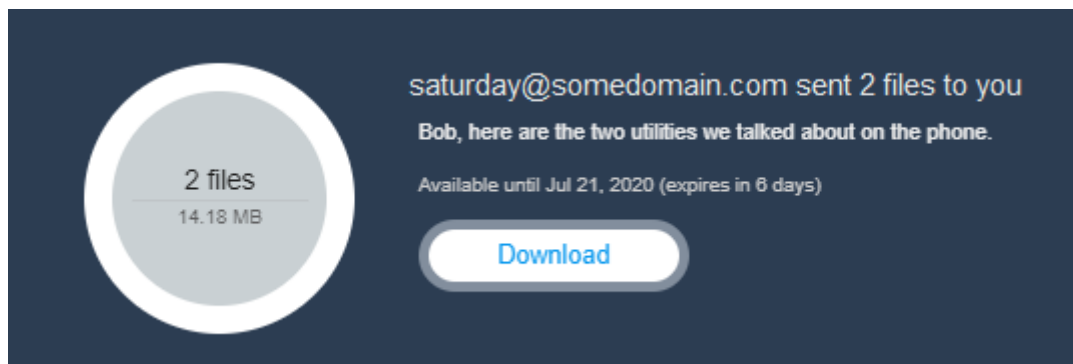 saturday@somedomain.com sent 2 files to you
Bob, here are the two utilities we talked about on the phone.
2 files
14.18 MB
Available until Jul 21, 2020 (expires in 6 days)
Download